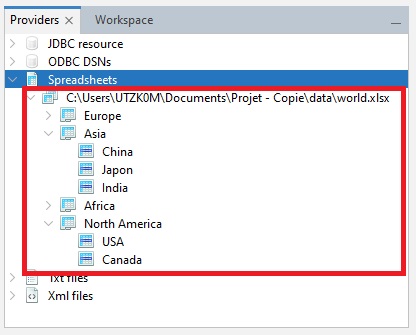 Providers × Workspace
JDBC resource
ODBC DSNs
Spreadsheets
C:\Users\UTZK0M\Documents\Projet - Copie\data\world.xlsx
Europe
Asia
China
Japon
India
Africa
North America
USA
Canada
Txt files
Xml files